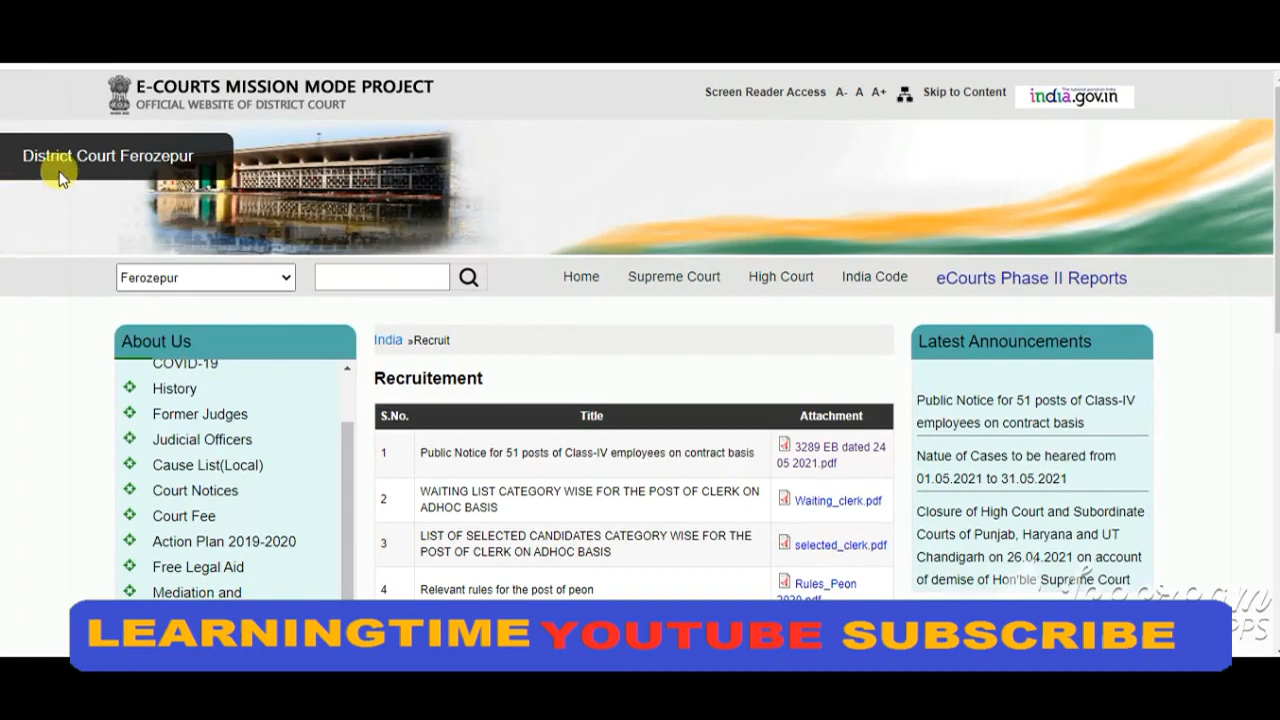 E-COURTS MISSION MODE PROJECT
OFFICIAL WEBSITE OF DISTRICT COURT
Screen Reader Access A- A A+ Skip to Content india.gov.in
District Court Ferozepur
Ferozepur
Home Supreme Court High Court India Code eCourts Phase II Reports
About Us
COVID-19
History
Former Judges
Judicial Officers
Cause List(Local)
Court Notices
Court Fee
Action Plan 2019-2020
Free Legal Aid
Mediation and
India »Recruit
Recruitement
S.No. Title Attachment
1 Public Notice for 51 posts of Class-IV employees on contract basis 3289 EB dated 24
05 2021.pdf
2 WAITING LIST CATEGORY WISE FOR THE POST OF CLERK ON
ADHOC BASIS Waiting_clerk.pdf
3 LIST OF SELECTED CANDIDATES CATEGORY WISE FOR THE
POST OF CLERK ON ADHOC BASIS selected_clerk.pdf
4 Relevant rules for the post of peon Rules_Peon
2020.pdf
Latest Announcements
Public Notice for 51 posts of Class-IV
employees on contract basis
Natue of Cases to be heared from
01.05.2021 to 31.05.2021
Closure of High Court and Subordinate
Courts of Punjab, Haryana and UT
Chandigarh on 26.04.2021 on account
of demise of Hon'ble Supreme Court
LEARNINGTIME YOUTUBE SUBSCRIBE